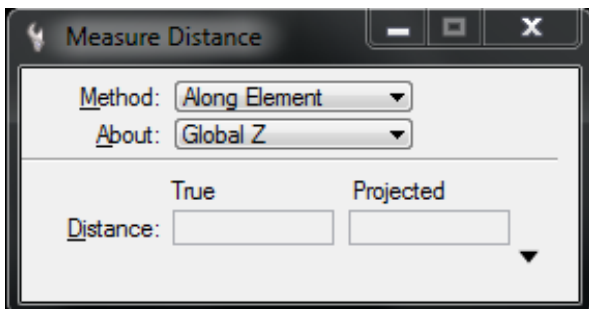 Measure Distance
Method: Along Element
About: Global Z
True Projected
Distance: